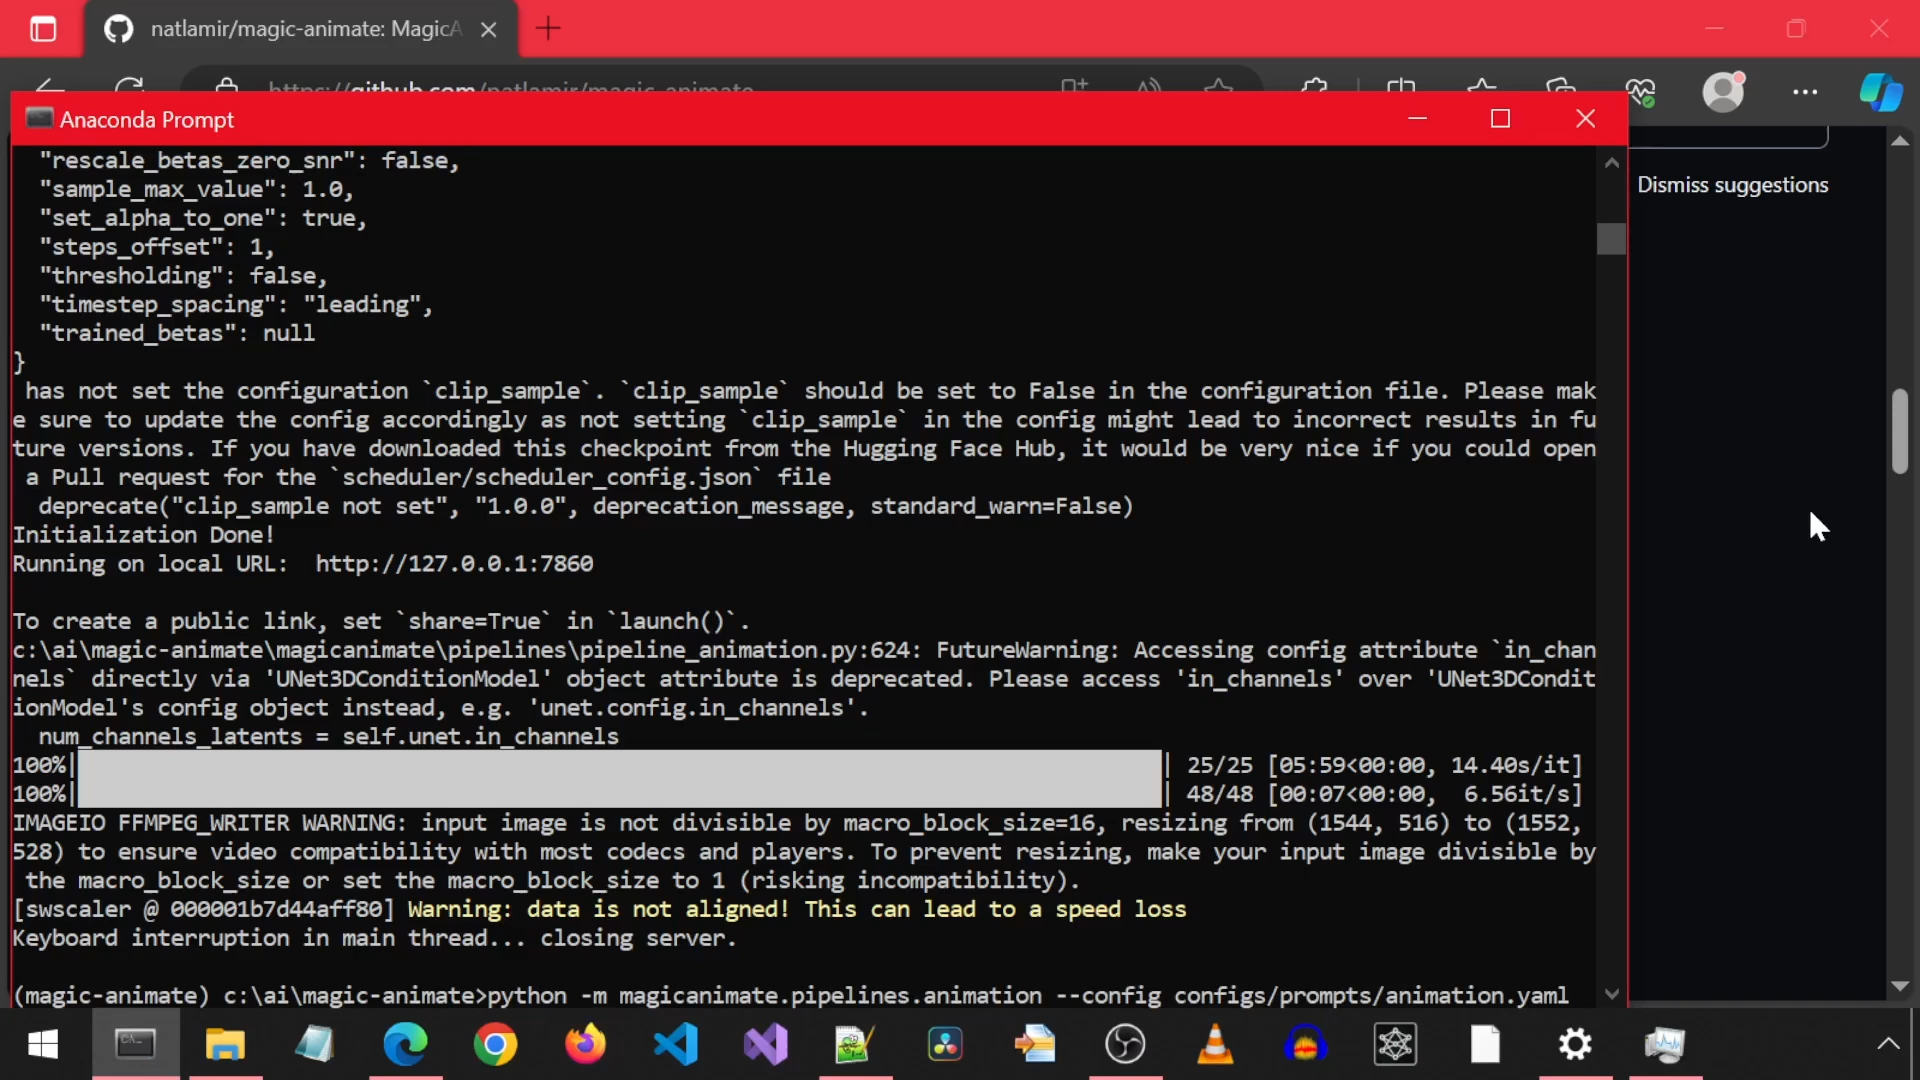 natlamir/magic-animate: MagicA
https://github.com/natlamir/magic-animate
Anaconda Prompt
Dismiss suggestions
"rescale_betas_zero_snr": false,
"sample_max_value": 1.0,
"set_alpha_to_one": true,
"steps_offset": 1,
"thresholding": false,
"timestep_spacing": "leading",
"trained_betas": null
}
has not set the configuration `clip_sample`. `clip_sample` should be set to False in the configuration file. Please mak
e sure to update the config accordingly as not setting `clip_sample` in the config might lead to incorrect results in fu
ture versions. If you have downloaded this checkpoint from the Hugging Face Hub, it would be very nice if you could open
a Pull request for the `scheduler/scheduler_config.json` file
deprecate("clip_sample not set", "1.0.0", deprecation_message, standard_warn=False)
Initialization Done!
Running on local URL:  http://127.0.0.1:7860
To create a public link, set `share=True` in `launch()`.
c:\ai\magic-animate\magicanimate\pipelines\pipeline_animation.py:624: FutureWarning: Accessing config attribute `in_chan
nels` directly via 'UNet3DConditionModel' object attribute is deprecated. Please access 'in_channels' over 'UNet3DCondit
ionModel's config object instead, e.g. 'unet.config.in_channels'.
num_channels_latents = self.unet.in_channels
100%| | 25/25 [05:59<00:00, 14.40s/it]
100%| | 48/48 [00:07<00:00,  6.56it/s]
IMAGEIO FFMPEG_WRITER WARNING: input image is not divisible by macro_block_size=16, resizing from (1544, 516) to (1552,
528) to ensure video compatibility with most codecs and players. To prevent resizing, make your input image divisible by
the macro_block_size or set the macro_block_size to 1 (risking incompatibility).
[swscaler @ 000001b7d44aff80] Warning: data is not aligned! This can lead to a speed loss
Keyboard interruption in main thread... closing server.
(magic-animate) c:\ai\magic-animate>python -m magicanimate.pipelines.animation --config configs/prompts/animation.yaml